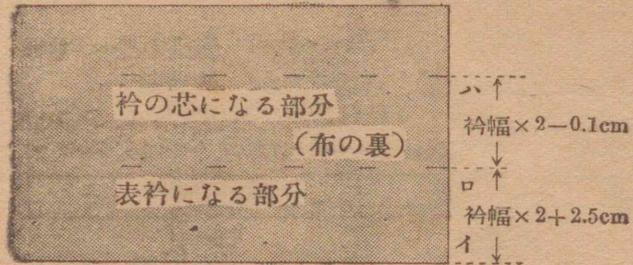 衿の芯になる部分
(布の裏)
表衿になる部分
ハ
衿幅×2−0.1cm
ロ
衿幅×2+2.5cm
イ